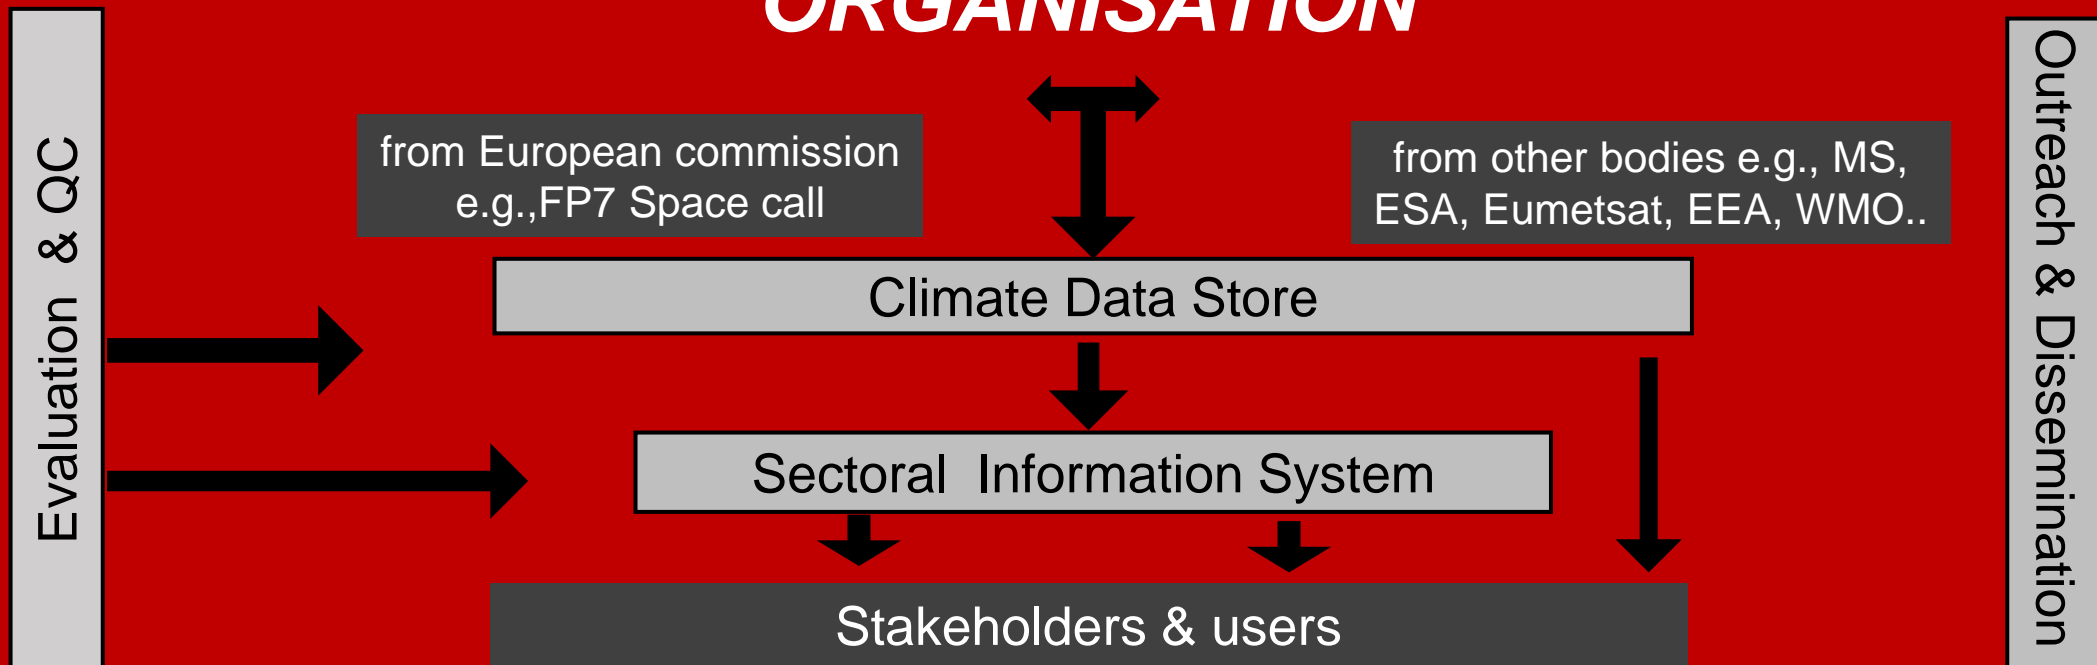 ORGANISATION
Evaluation & QC
from European commission
e.g.,FP7 Space call
from other bodies e.g., MS,
ESA, Eumetsat, EEA, WMO..
Outreach & Dissemination
Climate Data Store
Sectoral Information System
Stakeholders & users